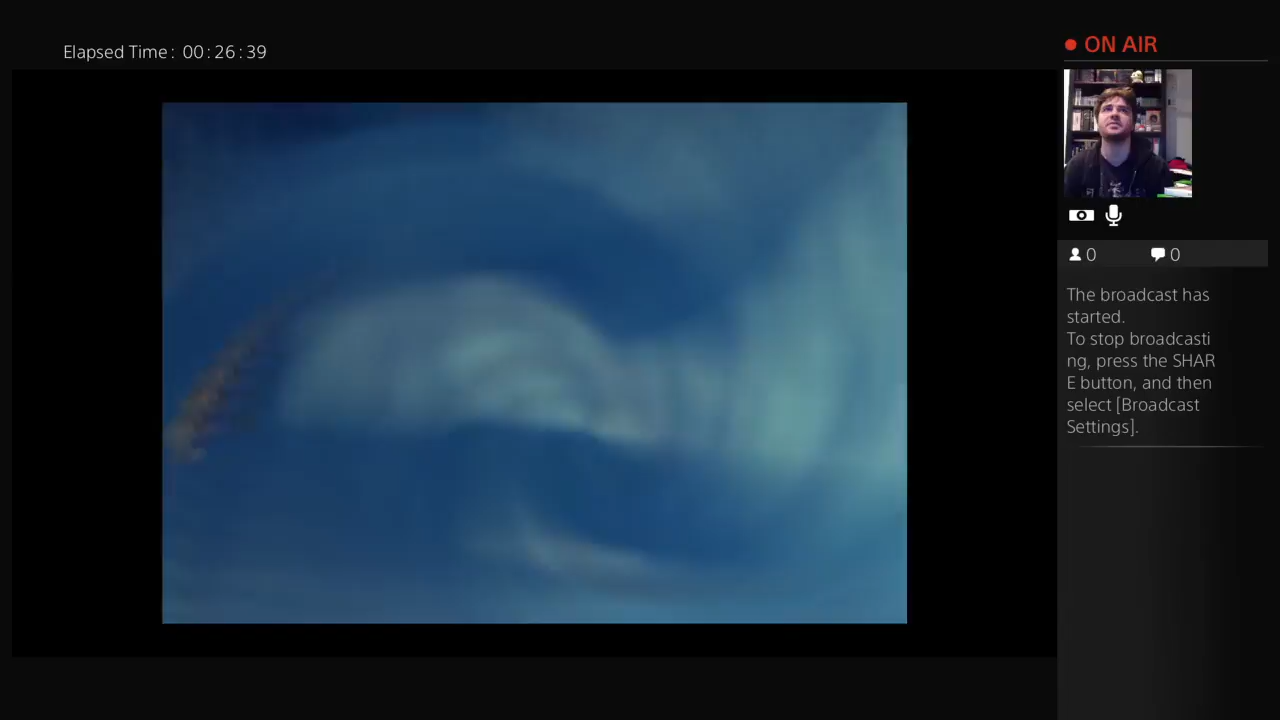 Elapsed Time: 00:26:39
ON AIR
0
0
The broadcast has
started.
To stop broadcasti
ng, press the SHAR
E button, and then
select [Broadcast
Settings].